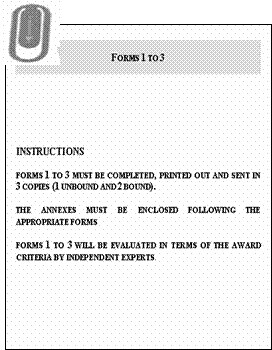 FORMS 1 TO 3
INSTRUCTIONS
FORMS 1 TO 3 MUST BE COMPLETED, PRINTED OUT AND SENT IN
3 COPIES (1 UNBOUND AND 2 BOUND).
THE ANNEXES MUST BE ENCLOSED FOLLOWING THE
APPROPRIATE FORMS
FORMS 1 TO 3 WILL BE EVALUATED IN TERMS OF THE AWARD
CRITERIA BY INDEPENDENT EXPERTS.